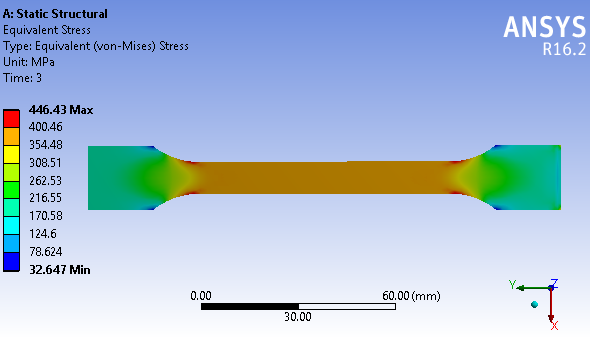 A: Static Structural
Equivalent Stress
Type: Equivalent (von-Mises) Stress
Unit: MPa
Time: 3
ANSYS
R16.2
446.43 Max
400.46
354.48
308.51
262.53
216.55
170.58
124.6
78.624
32.647 Min
0.00
60.00 (mm)
30.00
Y
Z
X